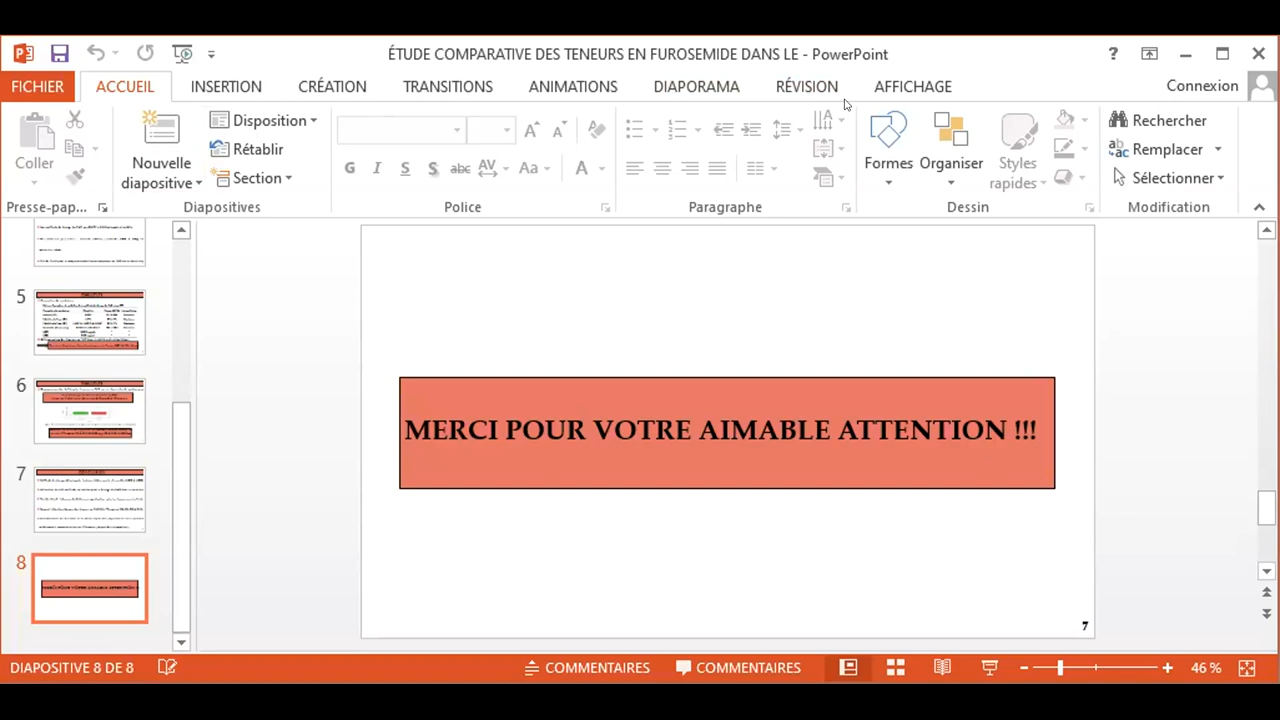 ÉTUDE COMPARATIVE DES TENEURS EN FUROSEMIDE DANS LE - PowerPoint
?
FICHIER ACCUEIL INSERTION CRÉATION TRANSITIONS ANIMATIONS DIAPORAMA RÉVISION AFFICHAGE Connexion
Coller
Nouvelle diapositive
Disposition
Rétablir
Section
G I S S abc AV Aa A
Formes Organiser Styles rapides
Rechercher
Remplacer
Sélectionner
Presse-pap... Diapositives Police Paragraphe Dessin Modification
5
6
7
8
MERCI POUR VOTRE AIMABLE ATTENTION !!!
7
DIAPOSITIVE 8 DE 8 COMMENTAIRES COMMENTAIRES 46 %